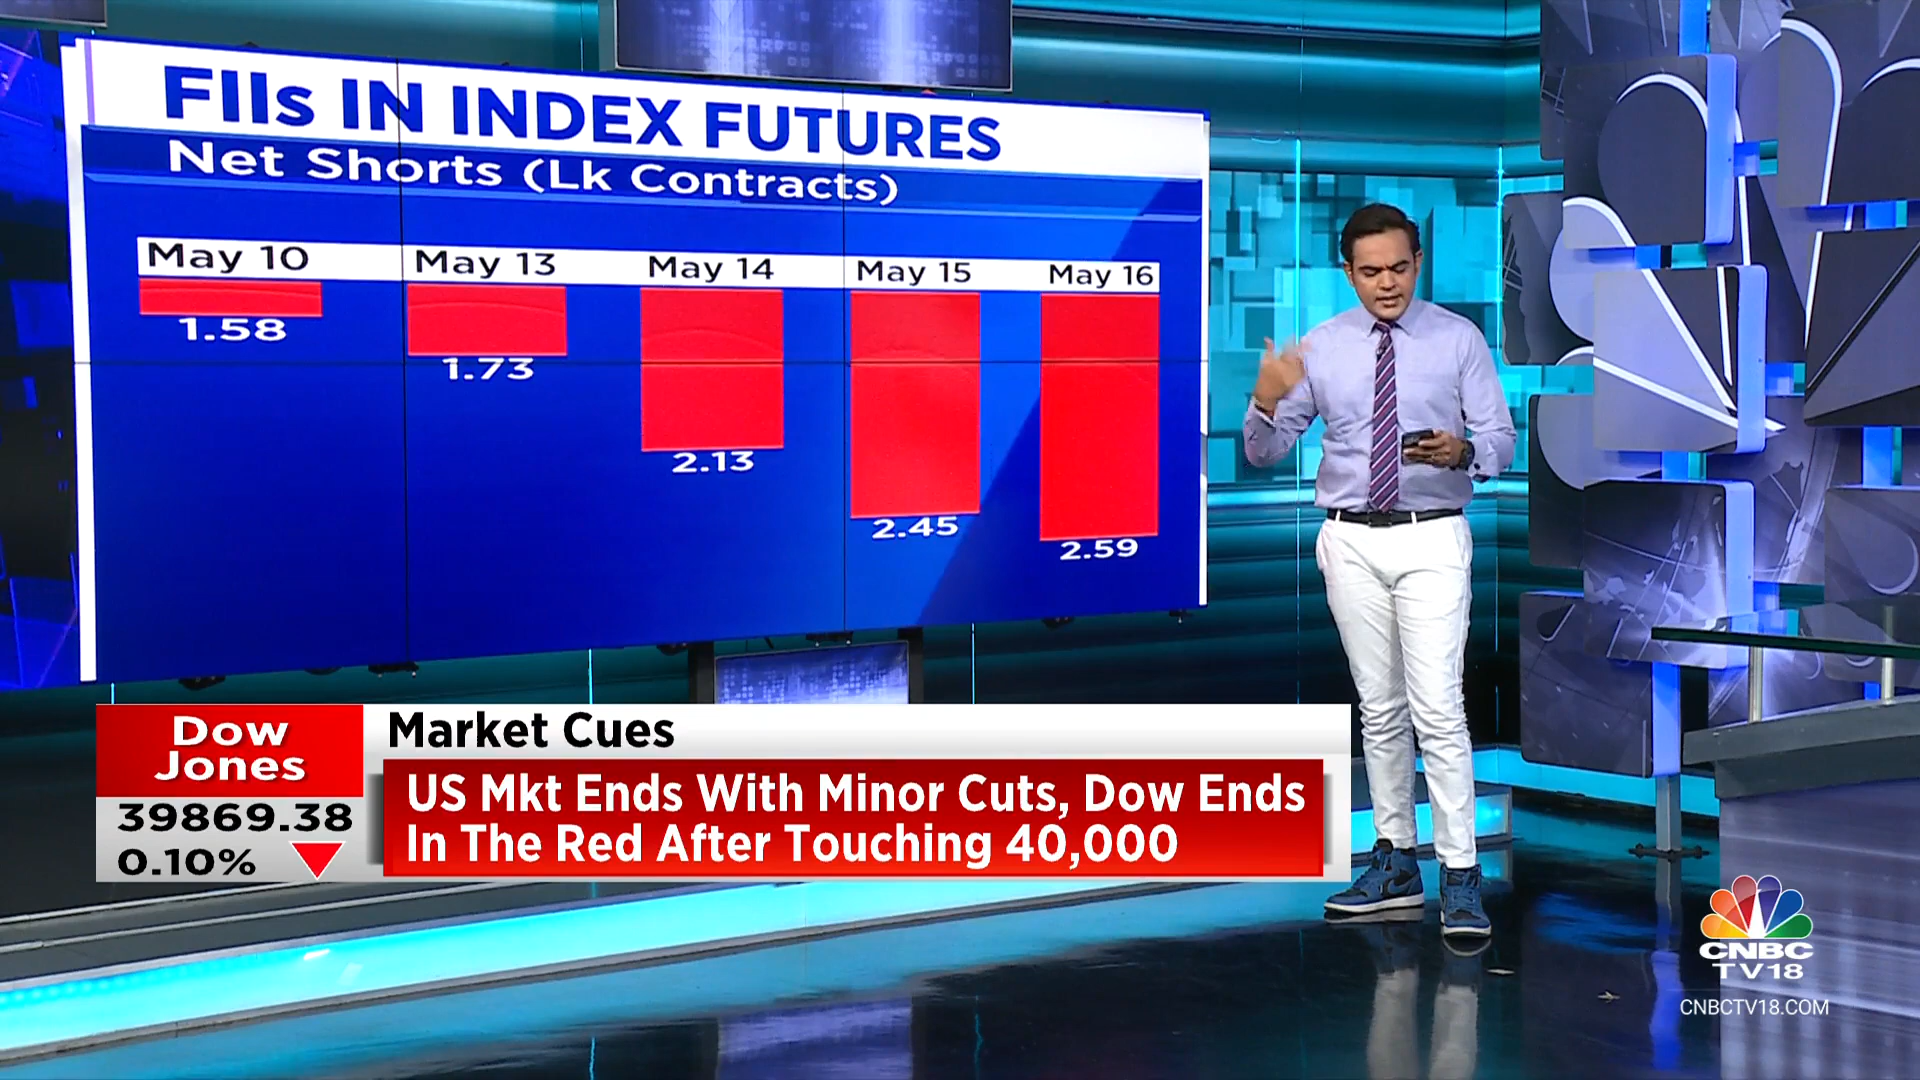 FIIs IN INDEX FUTURES
Net Shorts (Lk Contracts)
May 10 May 13 May 14 May 15 May 16
1.58 1.73 2.13 2.45 2.59
Dow
Jones
39869.38
0.10%
Market Cues
US Mkt Ends With Minor Cuts, Dow Ends
In The Red After Touching 40,000
CNBC
TV18
CNBCTV18.COM